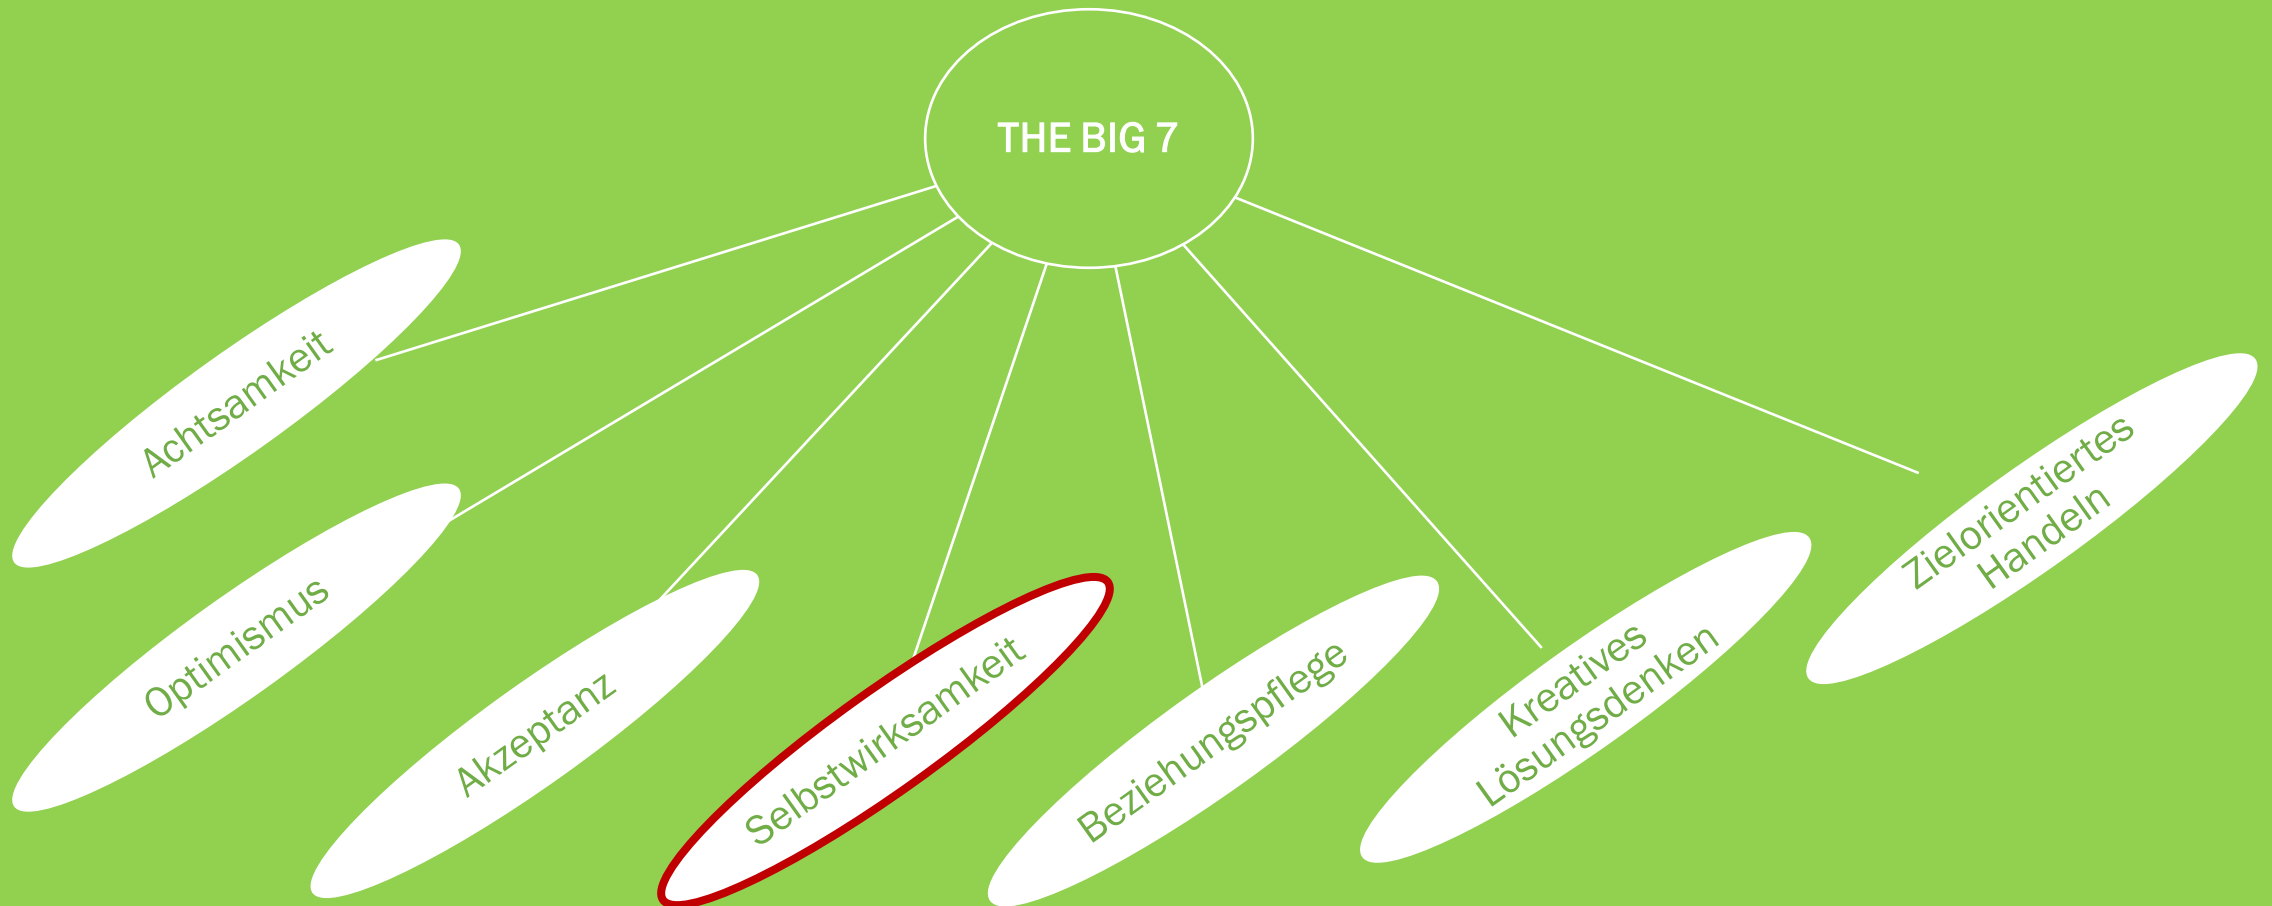 THE BIG 7
Achtsamkeit
Optimismus
Akzeptanz
Selbstwirksamkeit
Beziehungspflege
Kreatives
Lösungsdenken
Zielorientiertes
Handeln